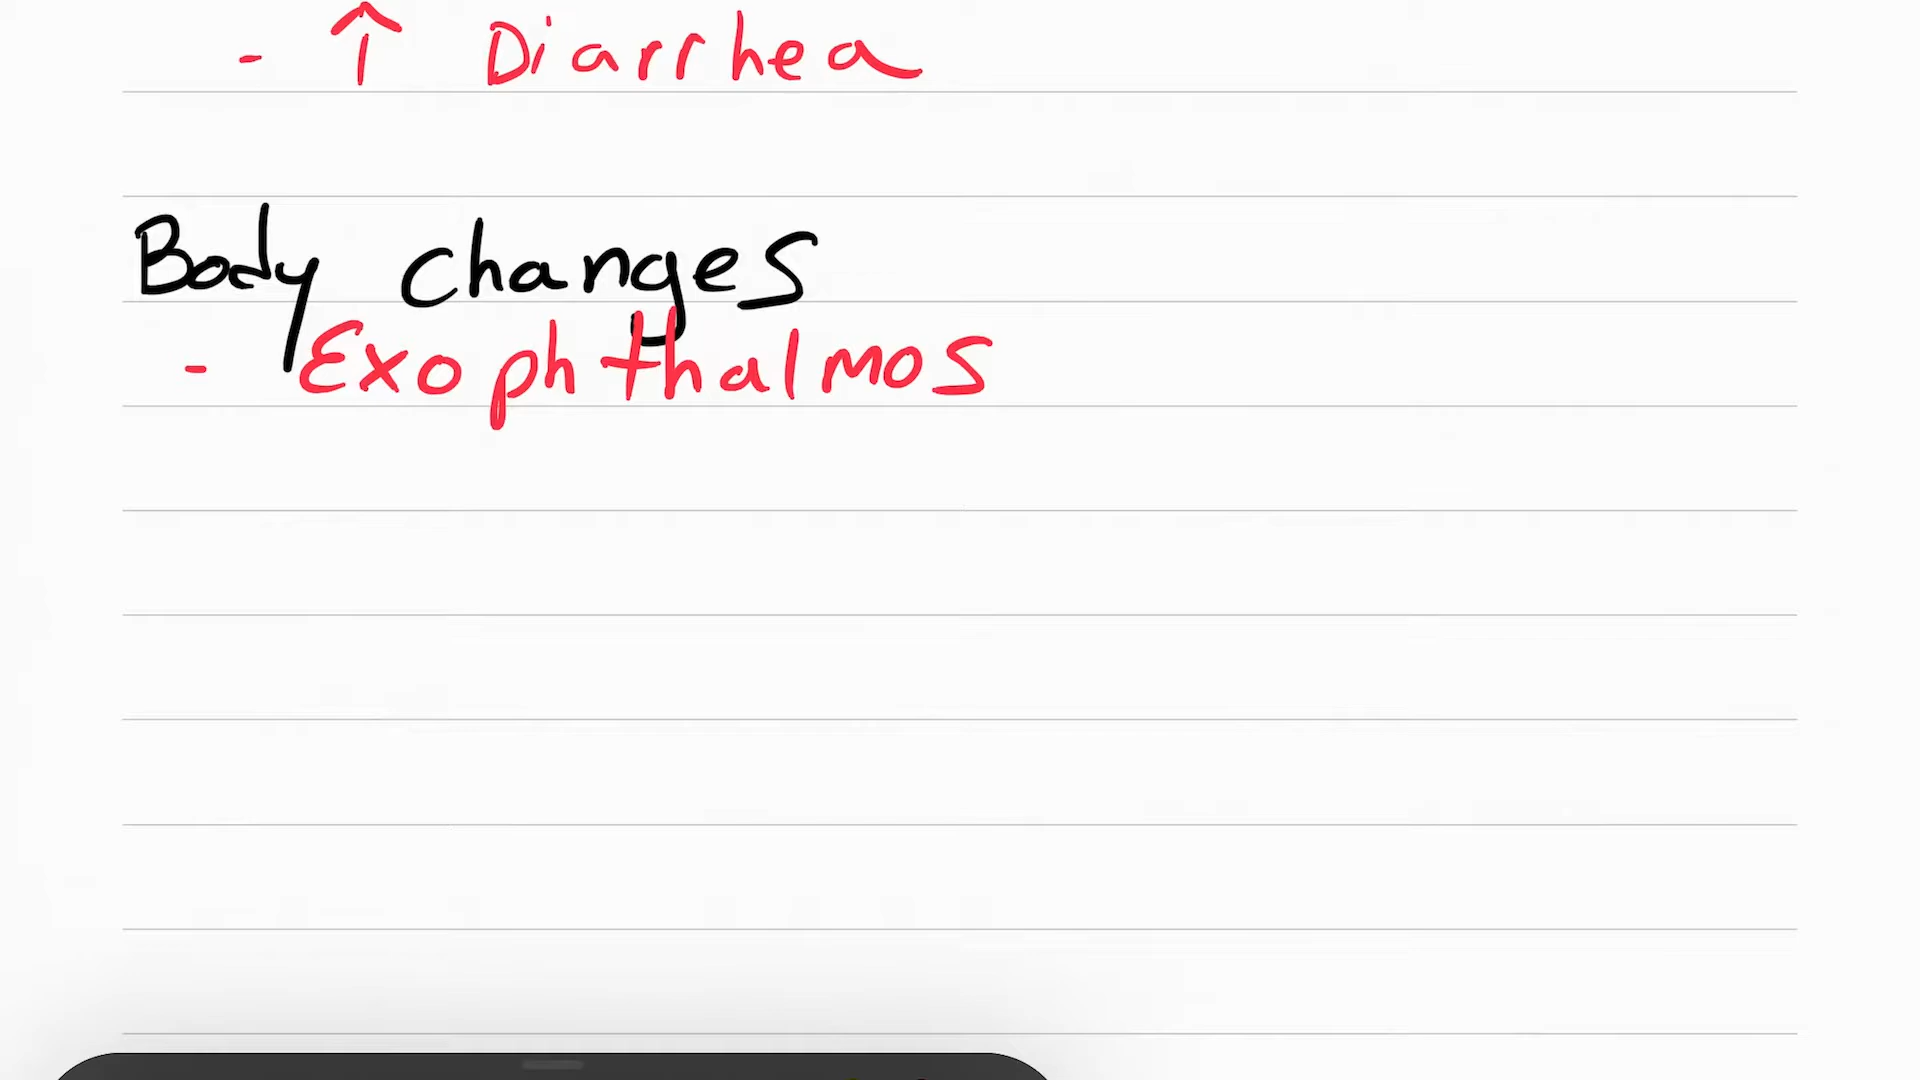 - ↑ Diarrhea
Body changes
- Exophthalmos